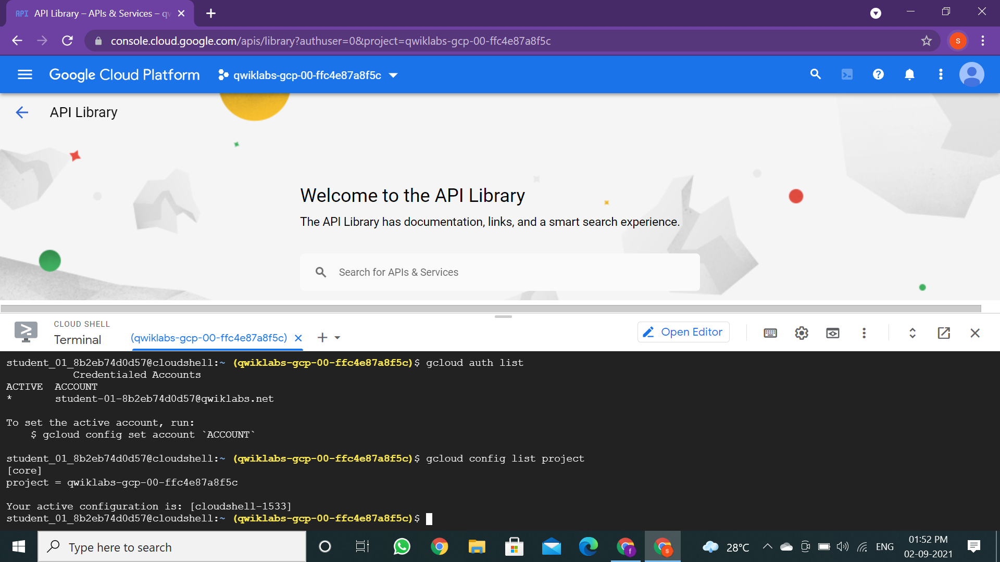 API API Library – APIs & Services – qw
console.cloud.google.com/apis/library?authuser=0&project=qwiklabs-gcp-00-ffc4e87a8f5c
s
Google Cloud Platform qwiklabs-gcp-00-ffc4e87a8f5c
API Library
Welcome to the API Library
The API Library has documentation, links, and a smart search experience.
Search for APIs & Services
CLOUD SHELL
Terminal
(qwiklabs-gcp-00-ffc4e87a8f5c)
Open Editor
student_01_8b2eb74d0d57@cloudshell:~ (qwiklabs-gcp-00-ffc4e87a8f5c)$ gcloud auth list
Credentialed Accounts
ACTIVE ACCOUNT
* student-01-8b2eb74d0d57@qwiklabs.net
To set the active account, run:
$ gcloud config set account `ACCOUNT`
student_01_8b2eb74d0d57@cloudshell:~ (qwiklabs-gcp-00-ffc4e87a8f5c)$ gcloud config list project
[core]
project = qwiklabs-gcp-00-ffc4e87a8f5c
Your active configuration is: [cloudshell-1533]
student_01_8b2eb74d0d57@cloudshell:~ (qwiklabs-gcp-00-ffc4e87a8f5c)$
Type here to search
f
s
28°C
ENG
01:52 PM
02-09-2021